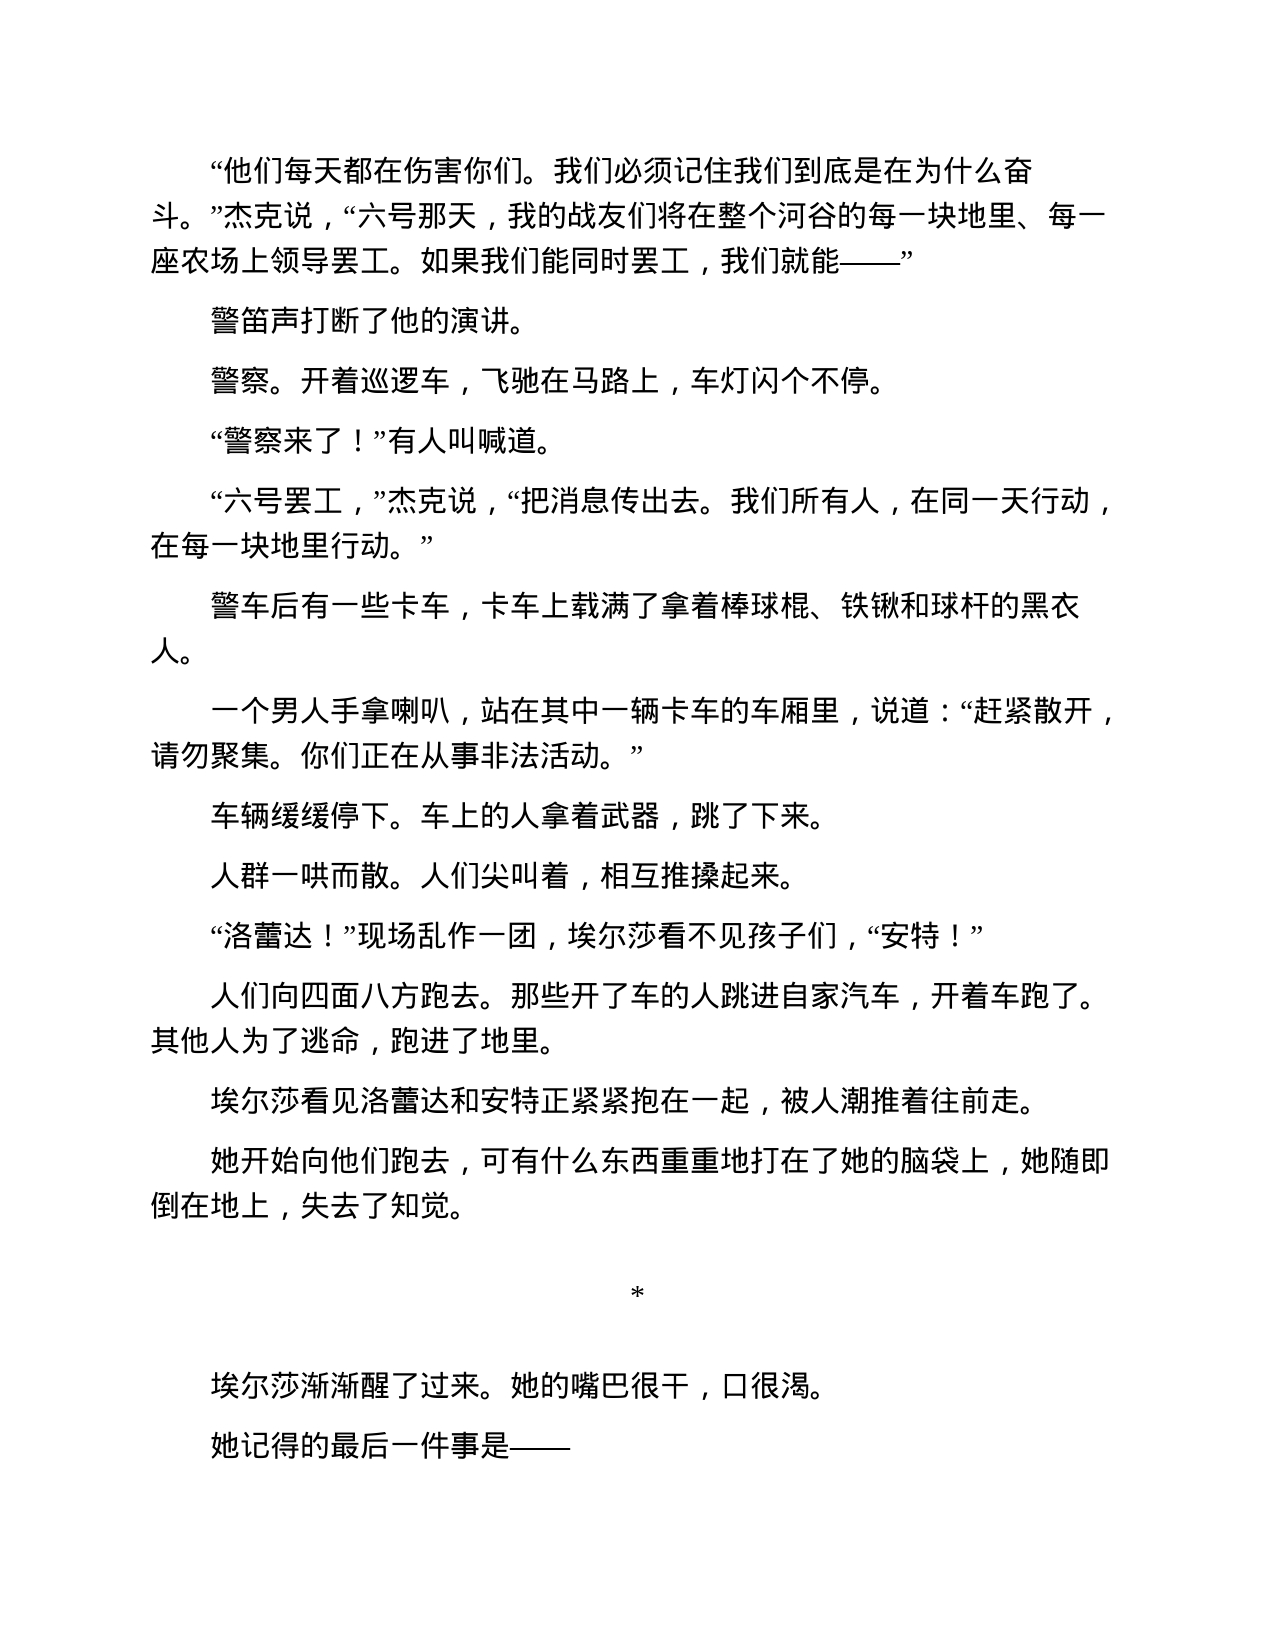 “他们每天都在伤害你们。我们必须记住我们到底是在为什么奋
斗。”杰克说，“六号那天，我的战友们将在整个河谷的每一块地里、每一
座农场上领导罢工。如果我们能同时罢工，我们就能——”
警笛声打断了他的演讲。
警察。开着巡逻车，飞驰在马路上，车灯闪个不停。
“警察来了！”有人叫喊道。
“六号罢工，”杰克说，“把消息传出去。我们所有人，在同一天行动，
在每一块地里行动。”
警车后有一些卡车，卡车上载满了拿着棒球棍、铁锹和球杆的黑衣
人。
一个男人手拿喇叭，站在其中一辆卡车的车厢里，说道：“赶紧散开，
请勿聚集。你们正在从事非法活动。”
车辆缓缓停下。车上的人拿着武器，跳了下来。
人群一哄而散。人们尖叫着，相互推搡起来。
“洛蕾达！”现场乱作一团，埃尔莎看不见孩子们，“安特！”
人们向四面八方跑去。那些开了车的人跳进自家汽车，开着车跑了。
其他人为了逃命，跑进了地里。
埃尔莎看见洛蕾达和安特正紧紧抱在一起，被人潮推着往前走。
她开始向他们跑去，可有什么东西重重地打在了她的脑袋上，她随即
倒在地上，失去了知觉。
*
埃尔莎渐渐醒了过来。她的嘴巴很干，口很渴。
她记得的最后一件事是——